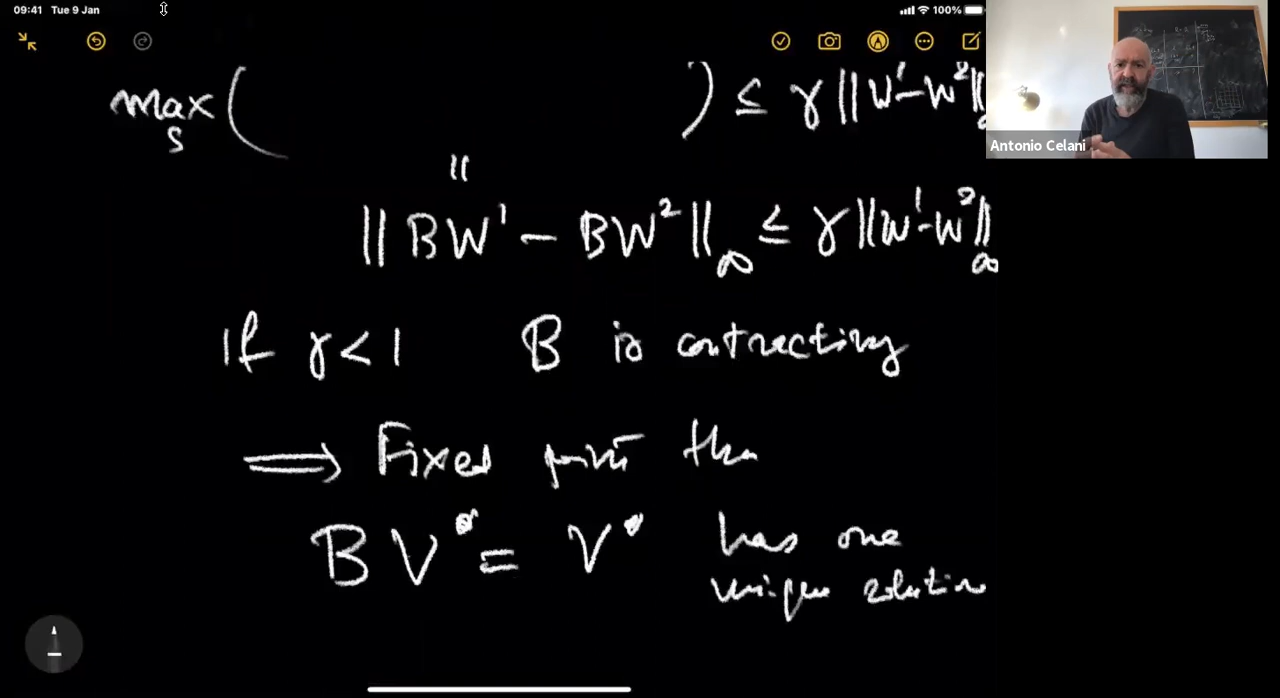 09:41 Tue 9 Jan 100%
max ( ) ≤ γ ‖W¹ - W²‖∞
s
Antonio Celani
‖
‖ BW¹ - BW² ‖∞ ≤ γ ‖W¹ - W²‖∞
If γ < 1 B is contracting
⟹ Fixed point thm
B V* = V* has one
unique solution